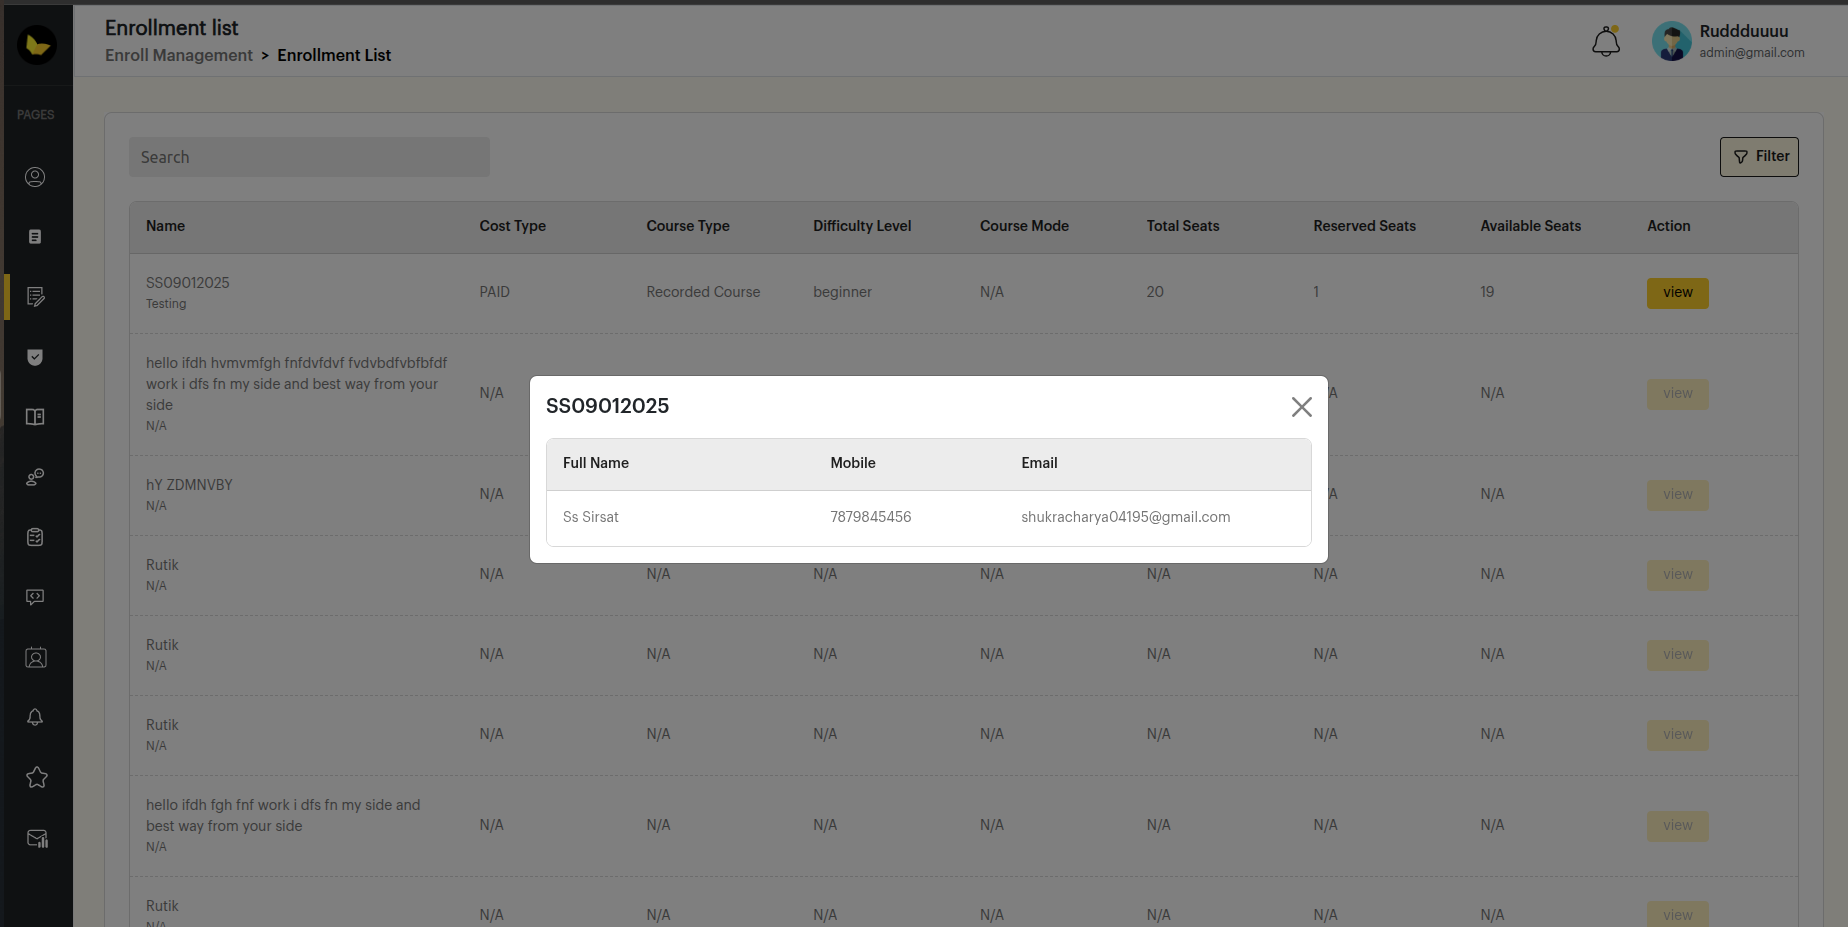 Enrollment list
Enroll Management > Enrollment List
Ruddduuuu
admin@gmail.com
PAGES
Search
Filter
Name Cost Type Course Type Difficulty Level Course Mode Total Seats Reserved Seats Available Seats Action
SS09012025
Testing
PAID Recorded Course beginner N/A 20 1 19 view
hello ifdh hvmvmfgh fnfdvfdvf fvdvbdfvbfbfdf
work i dfs fn my side and best way from your
side
N/A
N/A /A N/A view
SS09012025
Full Name Mobile Email
Ss Sirsat 7879845456 shukracharya04195@gmail.com
hY ZDMNVBY
N/A
N/A /A N/A view
Rutik
N/A
N/A N/A N/A N/A N/A N/A N/A view
Rutik
N/A
N/A N/A N/A N/A N/A N/A N/A view
Rutik
N/A
N/A N/A N/A N/A N/A N/A N/A view
hello ifdh fgh fnf work i dfs fn my side and
best way from your side
N/A
N/A N/A N/A N/A N/A N/A N/A view
Rutik
N/A
N/A N/A N/A N/A N/A N/A N/A view